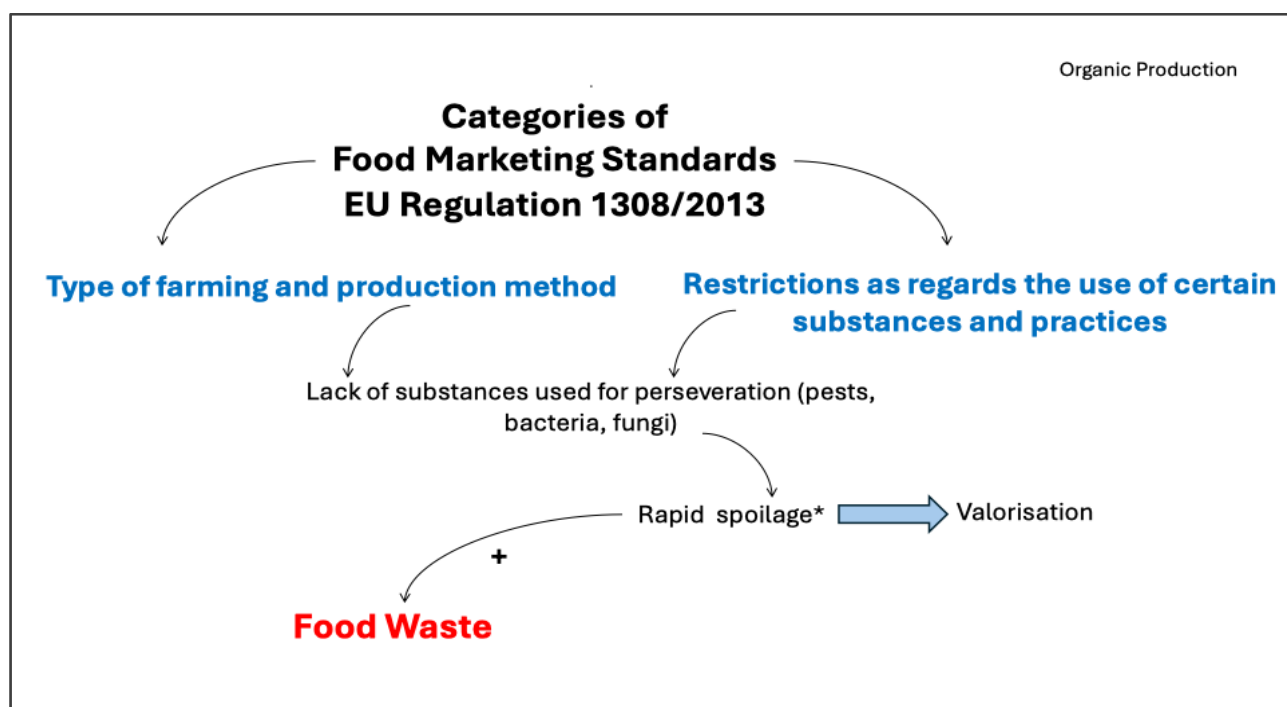 Organic Production
Categories of
Food Marketing Standards
EU Regulation 1308/2013
Type of farming and production method
Restrictions as regards the use of certain
substances and practices
Lack of substances used for perseveration (pests,
bacteria, fungi)
Rapid spoilage*
Valorisation
+
Food Waste